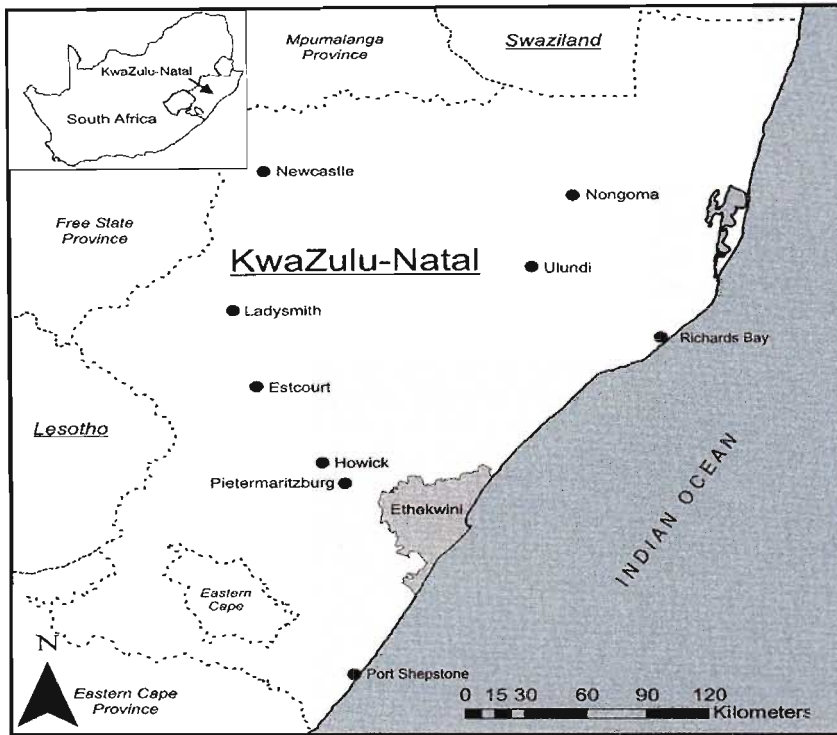 Mpumalanga
Province
Swaziland
KwaZulu-Natal
South Africa
Newcastle
Nongoma
Free State
Province
KwaZulu-Natal
Ulundi
Ladysmith
Richards Bay
Estcourt
Lesotho
Howick
Pietermaritzburg
Ethekwini
INDIAN OCEAN
Eastern
Cape
N
Port Shepstone
Eastern Cape
Province
0 15 30 60 90 120
Kilometers